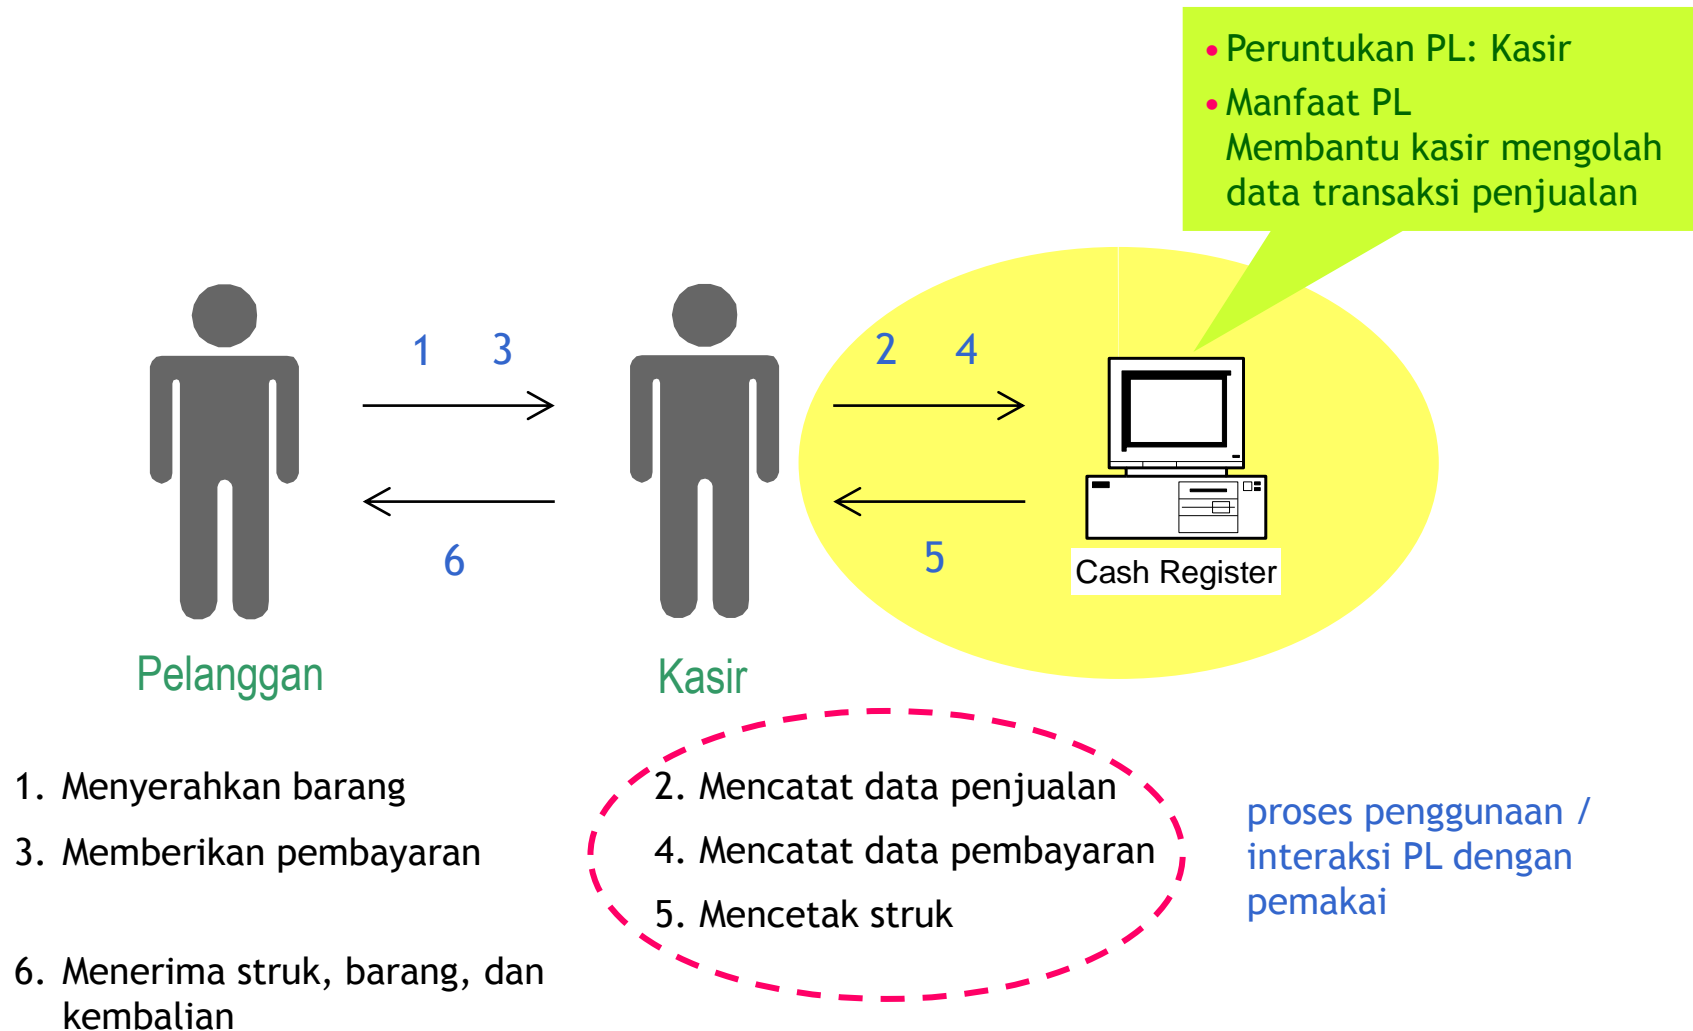 • Peruntukan PL: Kasir
• Manfaat PL
Membantu kasir mengolah
data transaksi penjualan
1 3
2 4
6
5
Cash Register
Pelanggan
Kasir
1. Menyerahkan barang
3. Memberikan pembayaran
6. Menerima struk, barang, dan
kembalian
2. Mencatat data penjualan
4. Mencatat data pembayaran
5. Mencetak struk
proses penggunaan /
interaksi PL dengan
pemakai